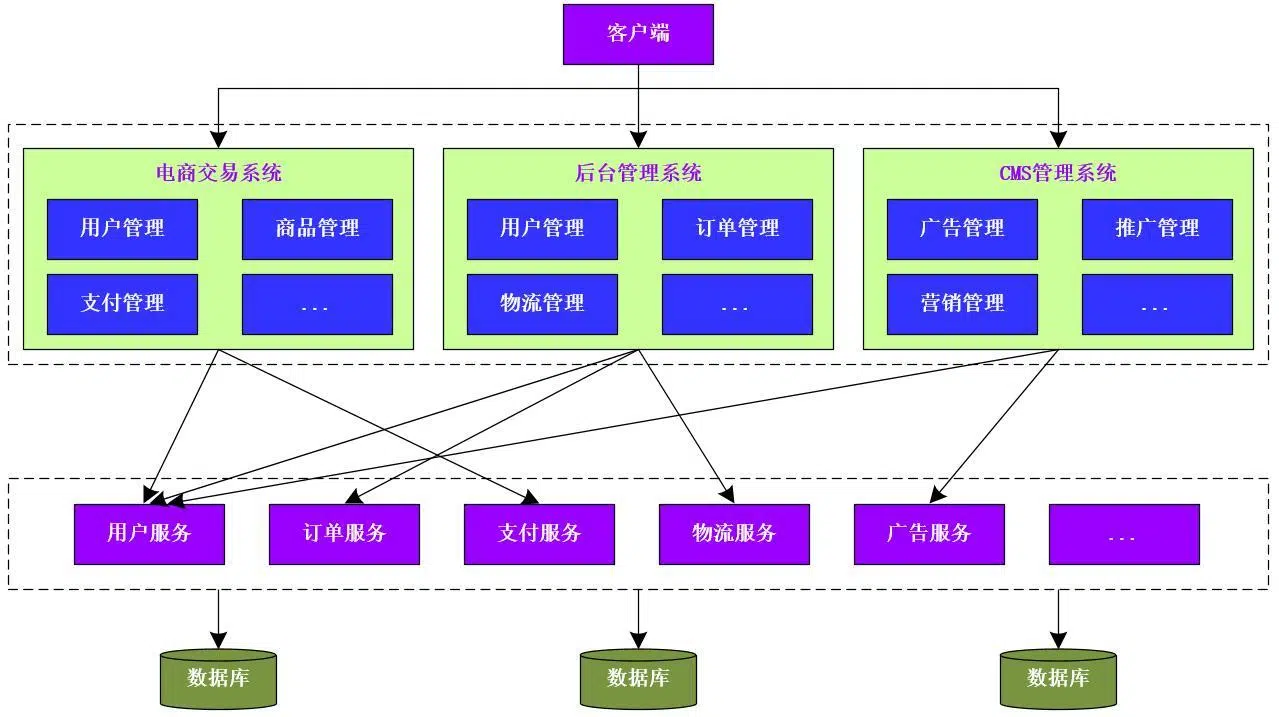 客户端
电商交易系统
后台管理系统
CMS管理系统
用户管理
商品管理
用户管理
订单管理
广告管理
推广管理
支付管理
...
物流管理
...
营销管理
...
用户服务
订单服务
支付服务
物流服务
广告服务
...
数据库
数据库
数据库